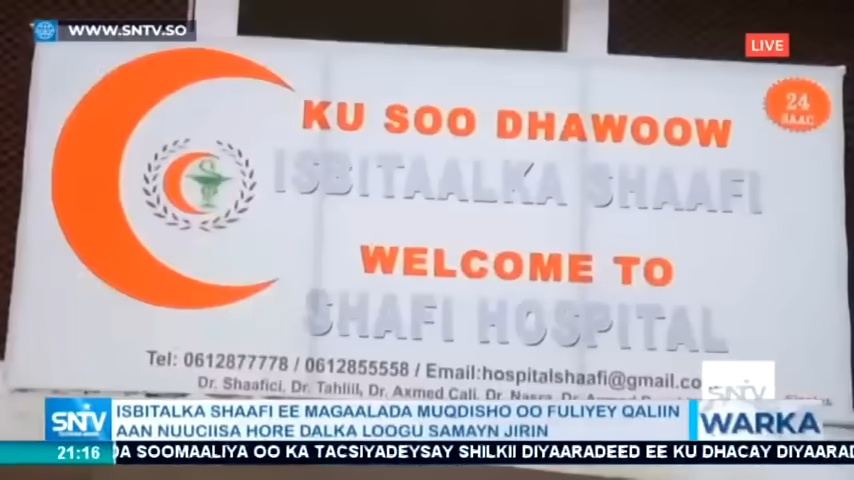 WWW.SNTV.SO
LIVE
24
SAAC
KU SOO DHAWOOW
ISBITAALKA SHAAFI
WELCOME TO
SHAFI HOSPITAL
Tel: 0612877778 / 0612855558 / Email:hospitalshaafi@gmail.co
Dr. Shaafici, Dr. Tahliil, Dr. Axmed Cali, Dr. Nasra, Dr.
SNTV
ISBITALKA SHAAFI EE MAGAALADA MUQDISHO OO FULIYEY QALIIN
AAN NUUCIISA HORE DALKA LOOGU SAMAYN JIRIN
SNTV
WARKA
21:16
DA SOOMAALIYA OO KA TACSIYADEYSAY SHILKII DIYAARADEED EE KU DHACAY DIYAARAD